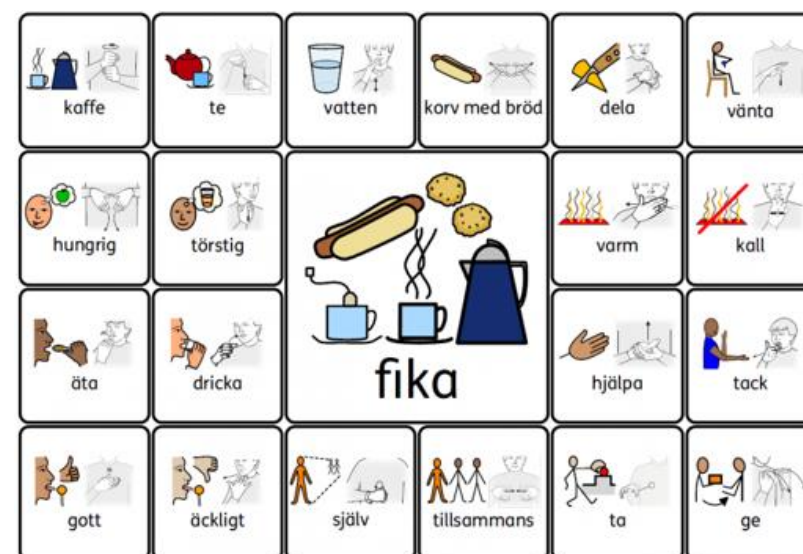 kaffe
te
vatten
korv med bröd
dela
vänta
hungrig
törstig
fika
varm
kall
äta
dricka
hjälpa
tack
gott
äckligt
själv
tillsammans
ta
ge